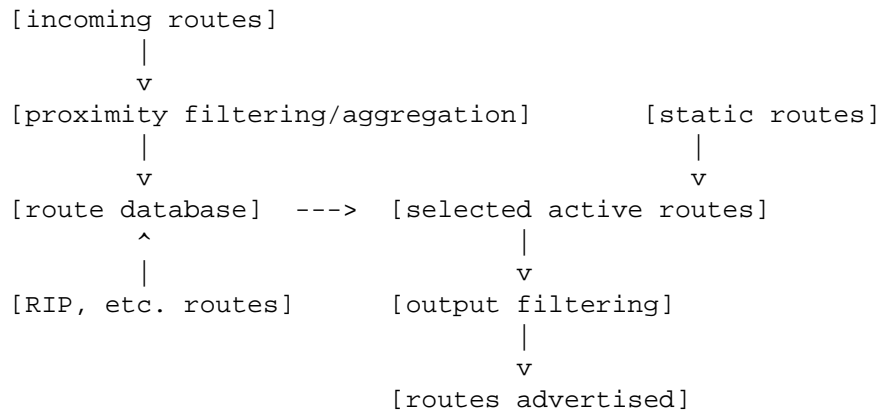 [incoming routes]
|
v
[proximity filtering/aggregation] [static routes]
| |
v v
[route database] ---> [selected active routes]
^ |
| v
[RIP, etc. routes] [output filtering]
|
v
[routes advertised]